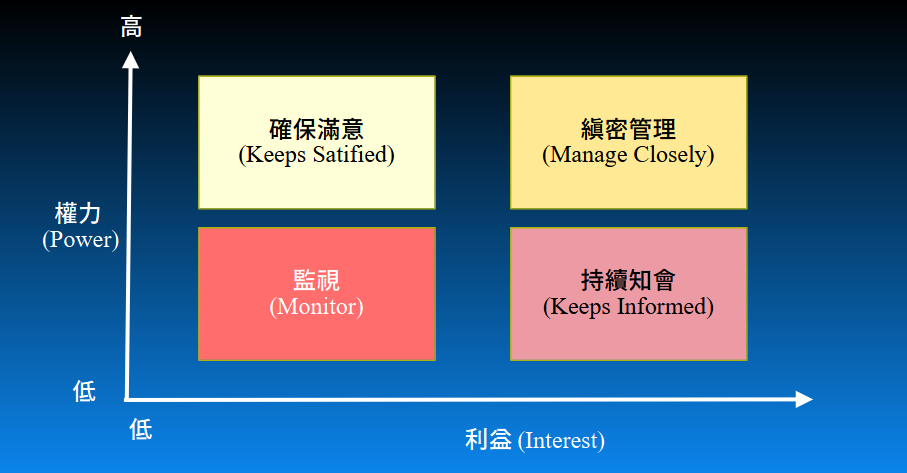 高
確保滿意
(Keeps Satified)
縝密管理
(Manage Closely)
權力
(Power)
監視
(Monitor)
持續知會
(Keeps Informed)
低
低
利益 (Interest)